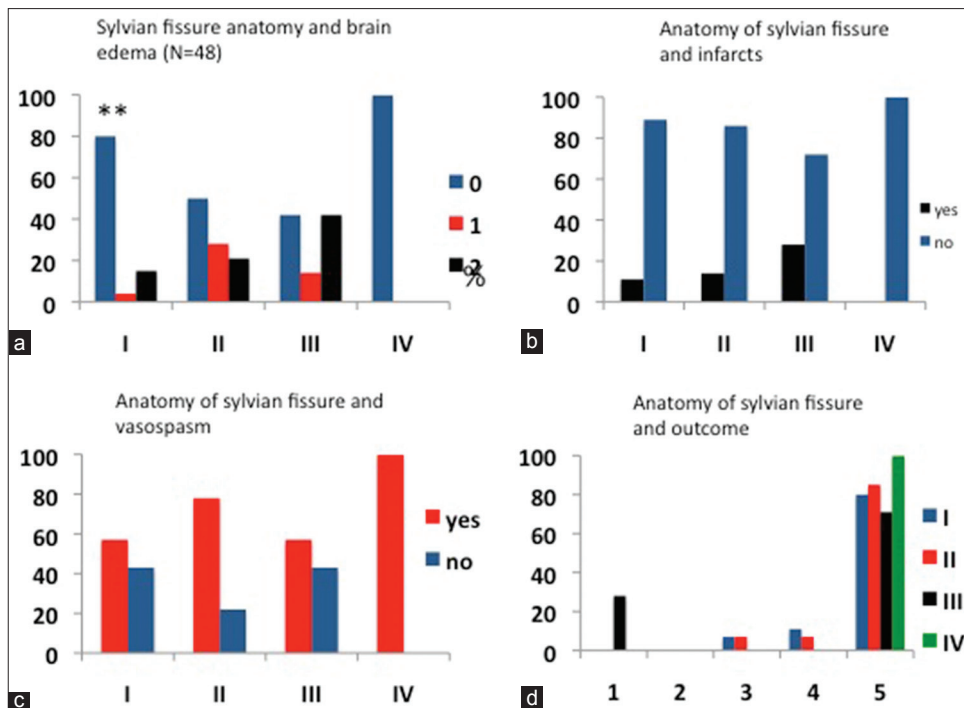 Sylvian fissure anatomy and brain
edema (N=48)
100
80
60
40
20
0
**
I II III IV
0
1
2
%
a
Anatomy of sylvian fissure
and infarcts
100
80
60
40
20
0
I II III IV
yes
no
b
Anatomy of sylvian fissure and
vasospasm
100
80
60
40
20
0
I II III IV
yes
no
c
Anatomy of sylvian fissure
and outcome
100
80
60
40
20
0
1 2 3 4 5
I
II
III
IV
d